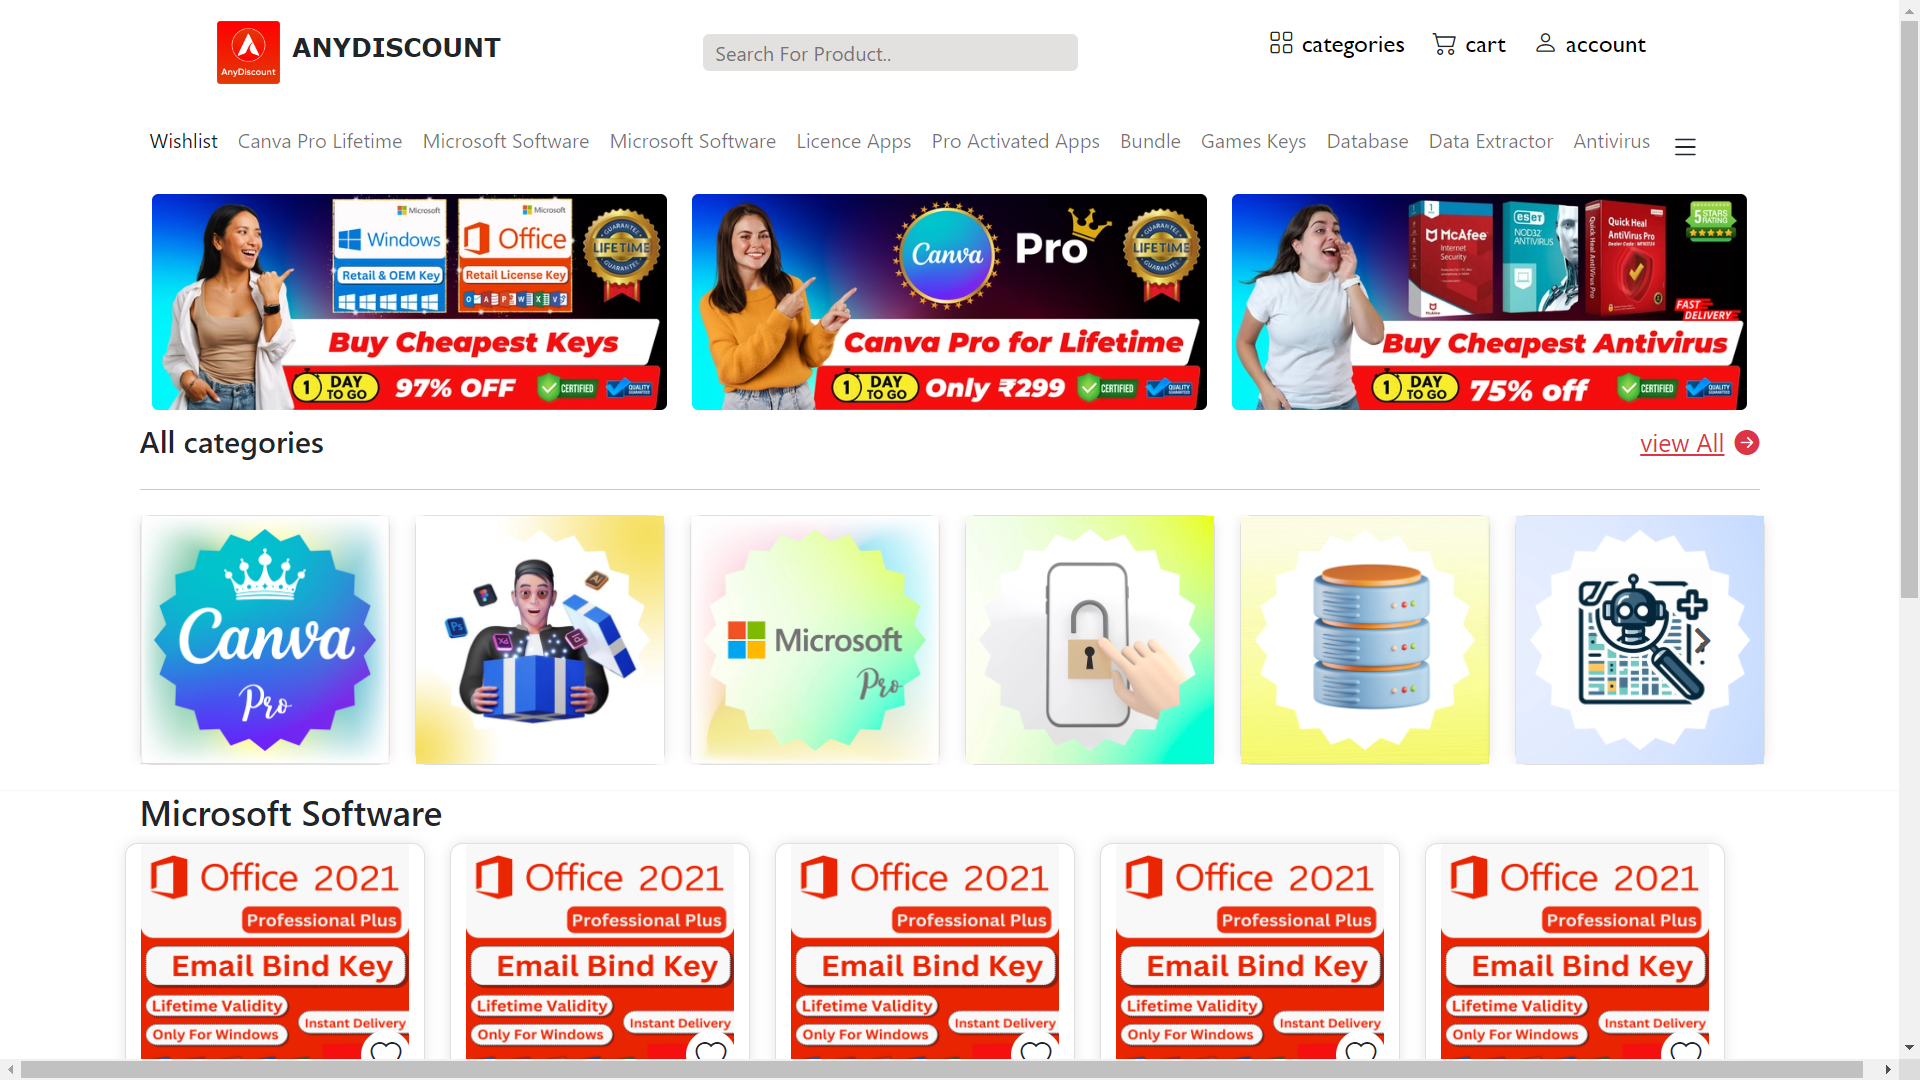 AnyDiscount
ANYDISCOUNT
Search For Product..
categories
cart
account
Wishlist
Canva Pro Lifetime
Microsoft Software
Microsoft Software
Licence Apps
Pro Activated Apps
Bundle
Games Keys
Database
Data Extractor
Antivirus
Microsoft
Windows
Retail & OEM Key
Microsoft
Office
Retail License Key
GUARANTEE
LIFETIME
GUARANTEE
Buy Cheapest Keys
1 DAY
TO GO
97% OFF
CERTIFIED
QUALITY
Canva
Pro
GUARANTEE
LIFETIME
GUARANTEE
Canva Pro for Lifetime
1 DAY
TO GO
Only ₹299
CERTIFIED
QUALITY
McAfee
Internet
Security
eseT
NOD32
ANTIVIRUS
Quick Heal
AntiVirus Pro
Quick Heal AntiVirus Pro
5 STARS
RATING
FAST
DELIVERY
Buy Cheapest Antivirus
1 DAY
TO GO
75% off
CERTIFIED
QUALITY
All categories
view All
Canva
Pro
Ps
Ai
Xd
Microsoft
Pro
Microsoft Software
Office 2021
Professional Plus
Email Bind Key
Lifetime Validity
Instant Delivery
Only For Windows
Office 2021
Professional Plus
Email Bind Key
Lifetime Validity
Instant Delivery
Only For Windows
Office 2021
Professional Plus
Email Bind Key
Lifetime Validity
Instant Delivery
Only For Windows
Office 2021
Professional Plus
Email Bind Key
Lifetime Validity
Instant Delivery
Only For Windows
Office 2021
Professional Plus
Email Bind Key
Lifetime Validity
Instant Delivery
Only For Windows